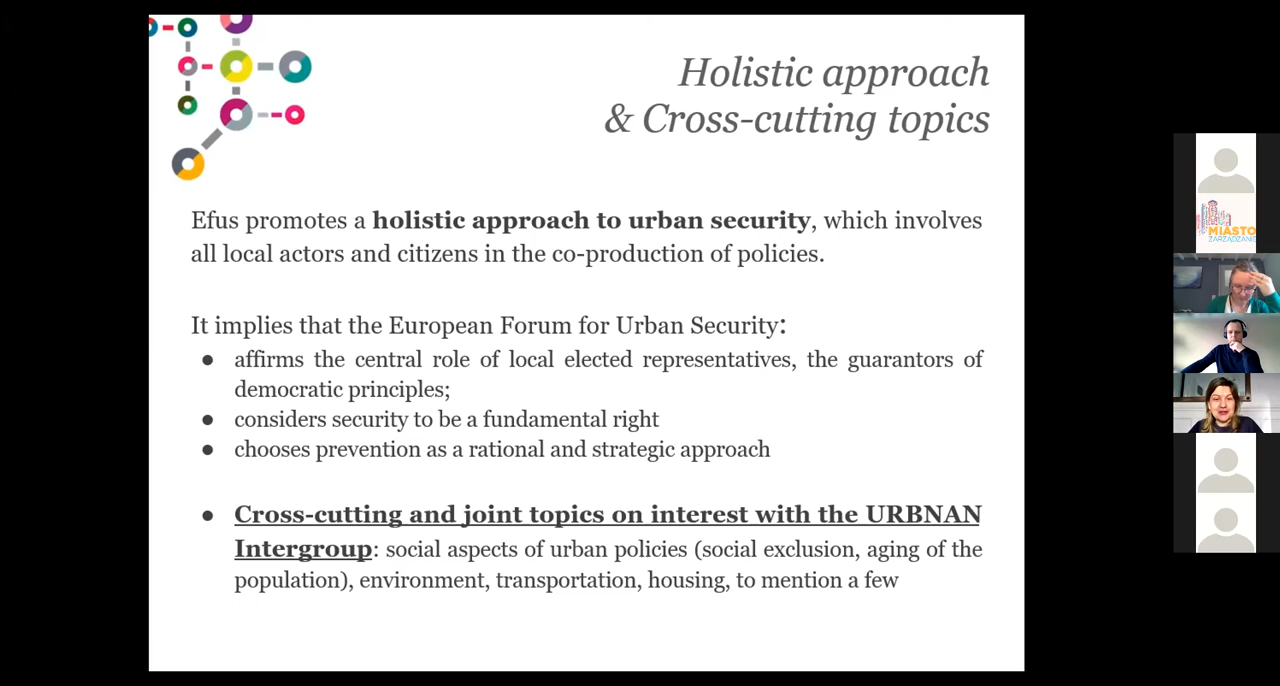 Holistic approach
& Cross-cutting topics
Efus promotes a holistic approach to urban security, which involves
all local actors and citizens in the co-production of policies.
It implies that the European Forum for Urban Security:
● affirms the central role of local elected representatives, the guarantors of
democratic principles;
● considers security to be a fundamental right
● chooses prevention as a rational and strategic approach
● Cross-cutting and joint topics on interest with the URBNAN
Intergroup: social aspects of urban policies (social exclusion, aging of the
population), environment, transportation, housing, to mention a few
MIASTO
ZARZĄDZANIE